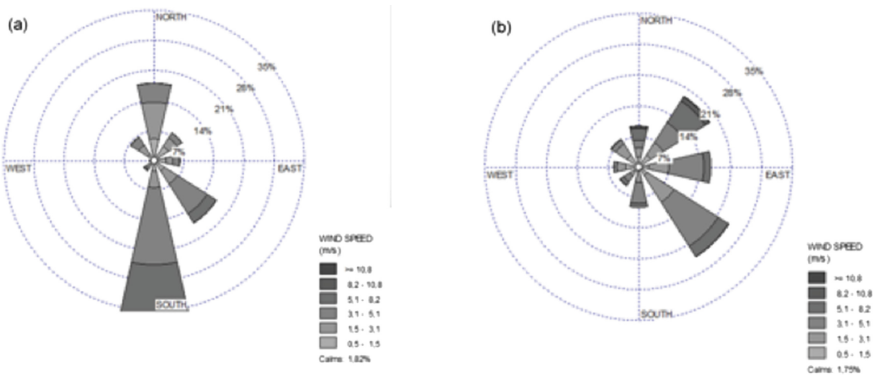 (a)
NORTH
35%
28%
21%
14%
7%
WEST
EAST
SOUTH
WIND SPEED
(m/s)
>= 10.8
8.2 - 10.8
5.1 - 8.2
3.1 - 5.1
1.5 - 3.1
0.5 - 1.5
Calms: 1.82%
(b)
NORTH
35%
28%
21%
14%
7%
WEST
EAST
SOUTH
WIND SPEED
(m/s)
>= 10.8
8.2 - 10.8
5.1 - 8.2
3.1 - 5.1
1.5 - 3.1
0.5 - 1.5
Calms: 1.75%